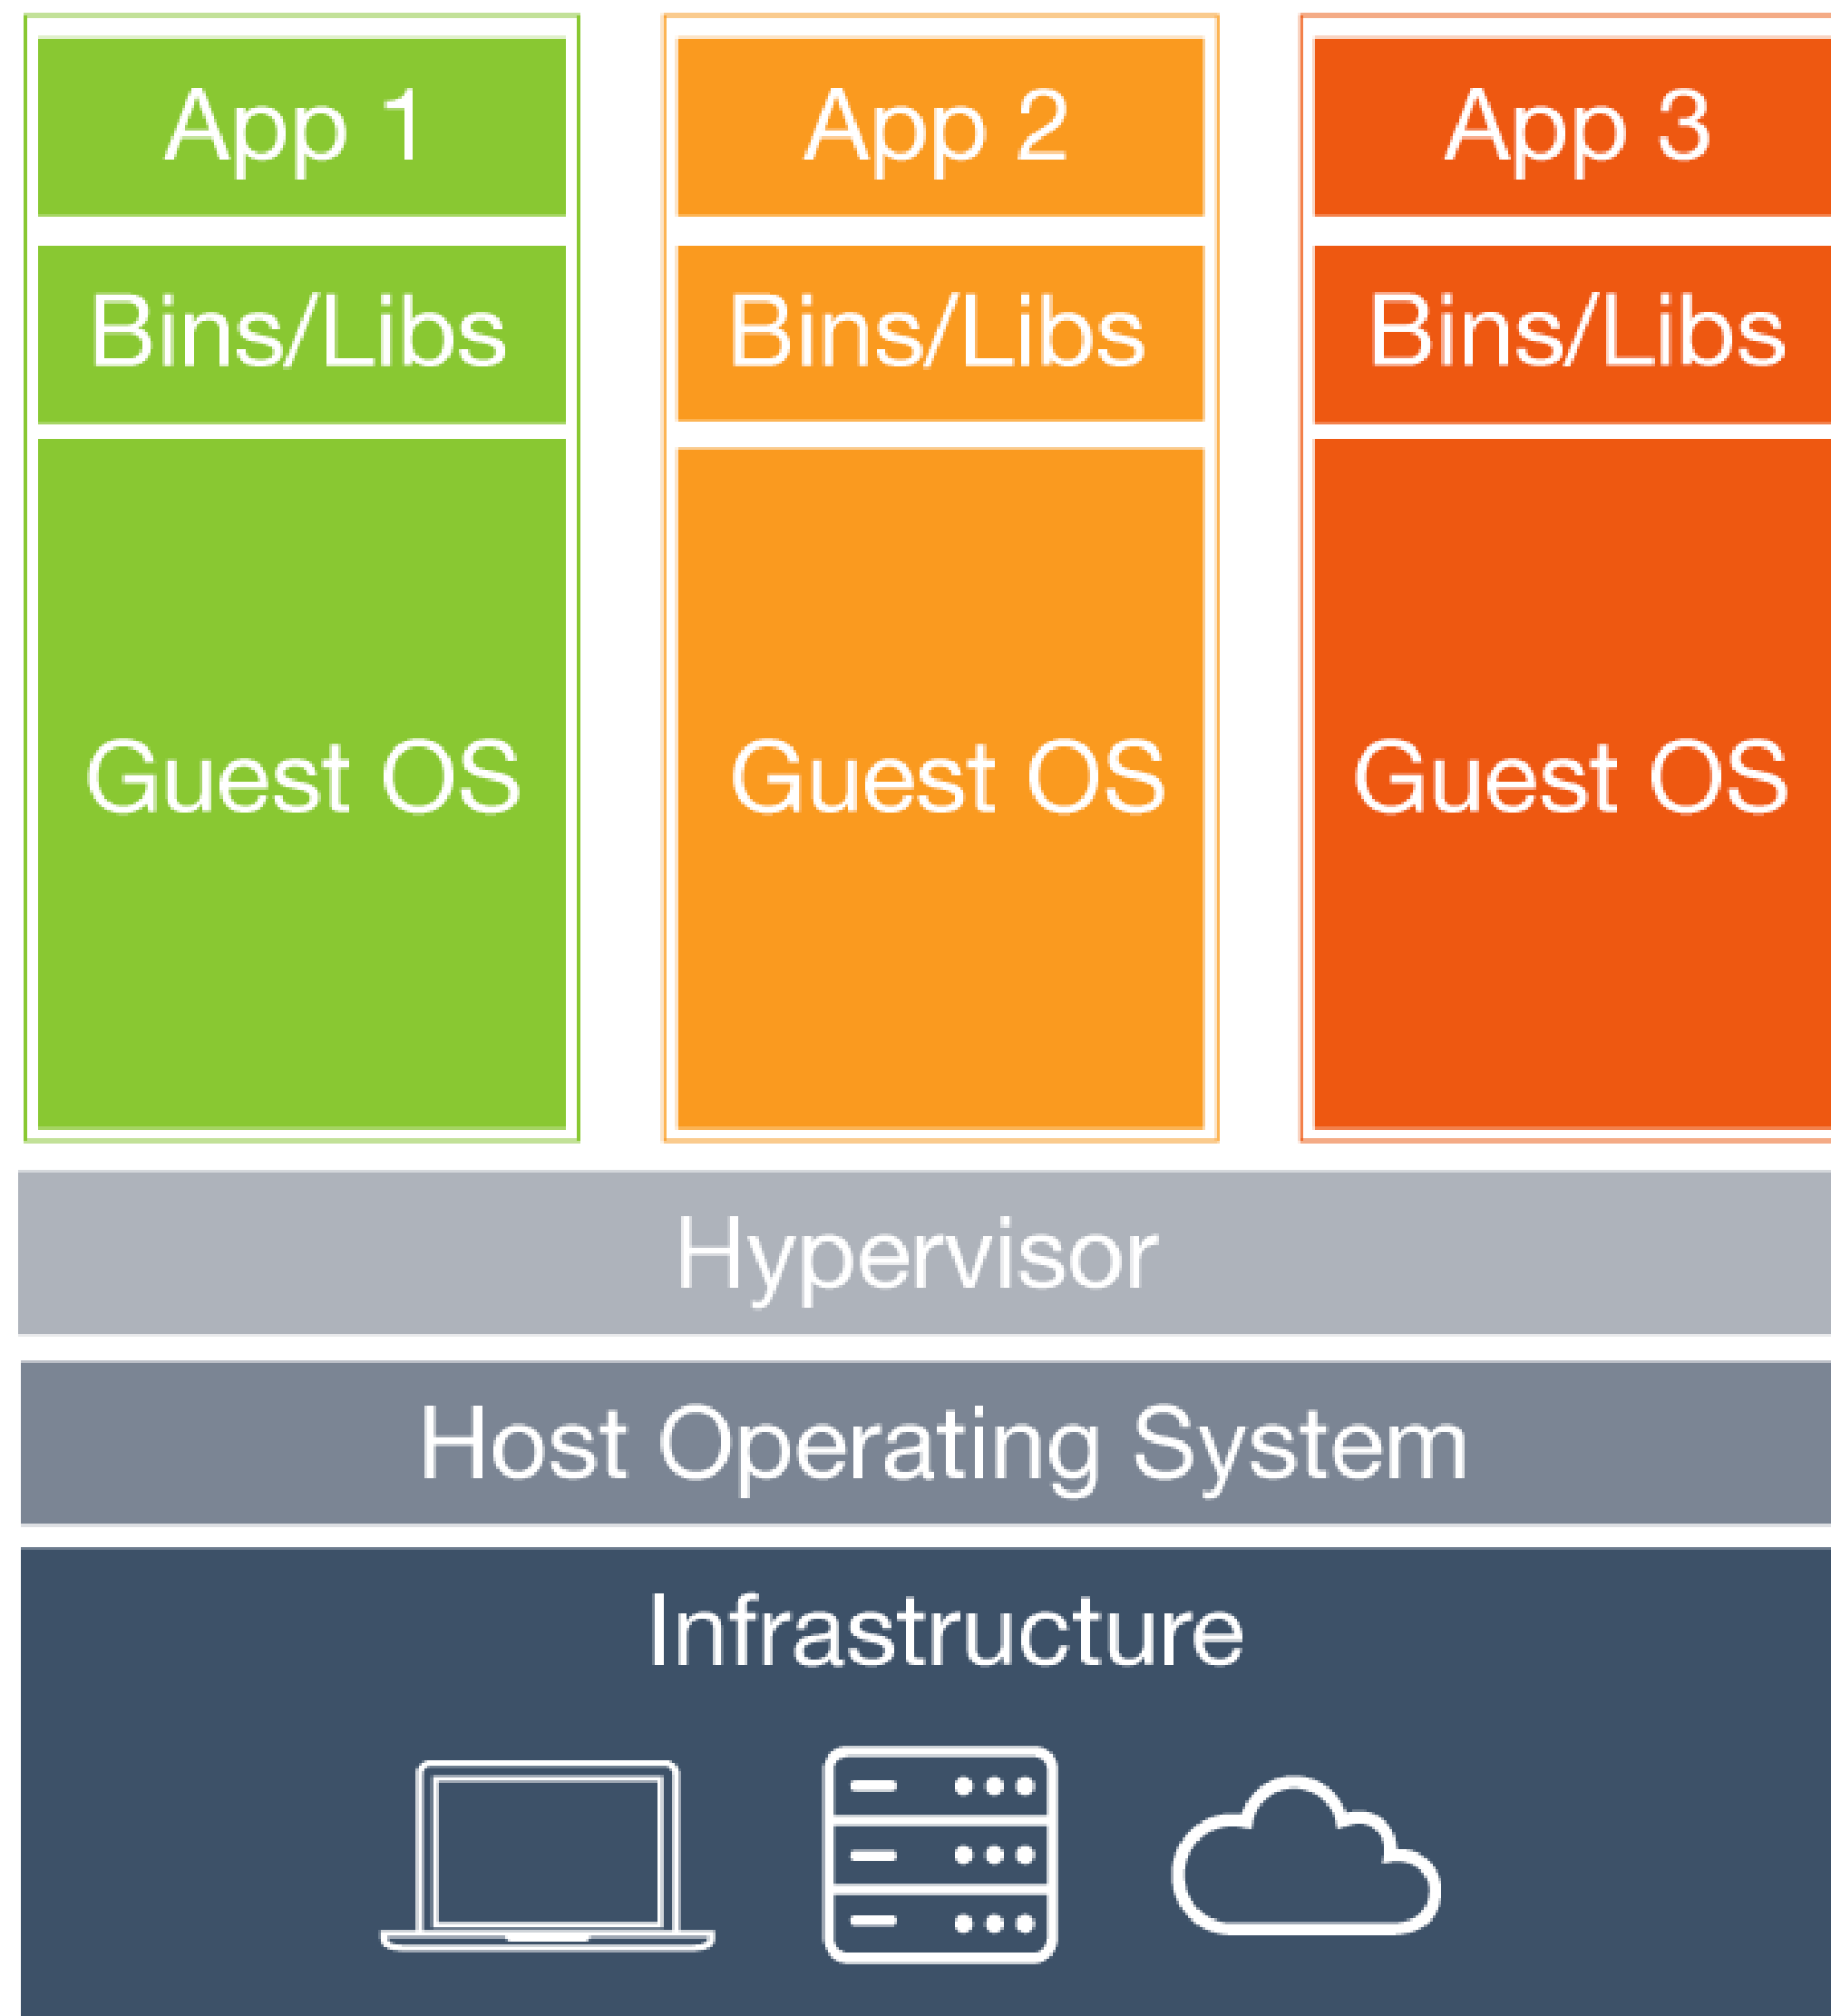 App 1
App 2
App 3
Bins/Libs
Bins/Libs
Bins/Libs
Guest OS
Guest OS
Guest OS
Hypervisor
Host Operating System
Infrastructure